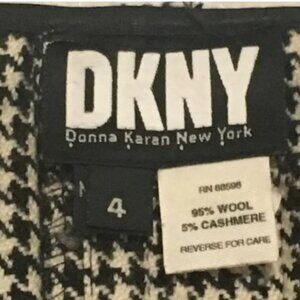 DKNY
Donna Karan New York
4
RN 68598
95% WOOL
5% CASHMERE
REVERSE FOR CARE